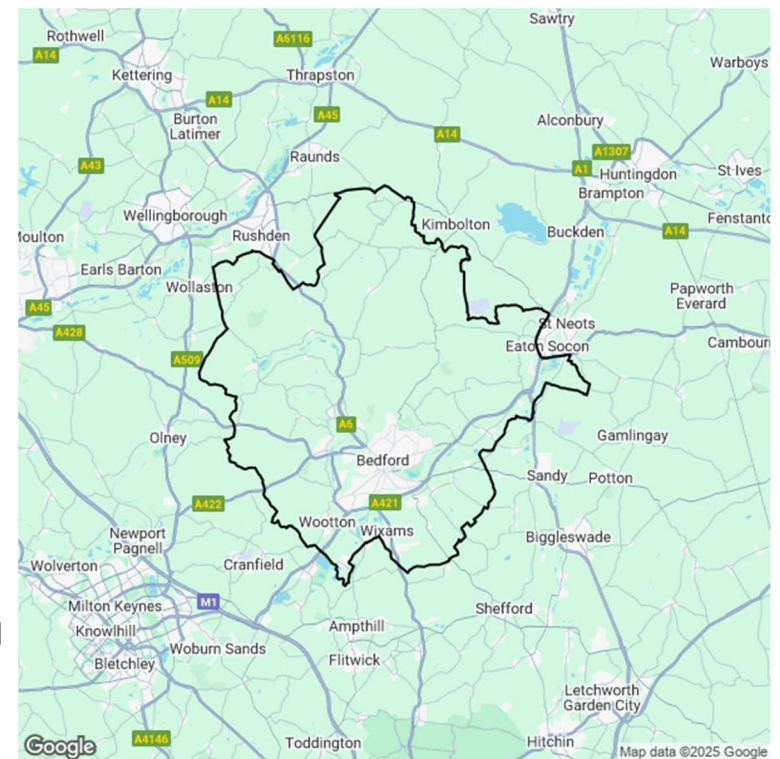 Sawtry
Rothwell
A6116
A14
Kettering
Thrapston
Warboys
A14
Burton
Latimer
A45
Alconbury
A14
A1307
Raunds
A43
A1
Huntingdon
St Ives
Brampton
Wellingborough
Kimbolton
Fenstanto
Rushden
Buckden
A14
Moulton
Earls Barton
Wollaston
Papworth
Everard
A45
St Neots
A428
Eaton Socon
Cambour
A509
A6
Olney
Gamlingay
Bedford
Sandy
Potton
A422
A421
Wootton
Wixams
Newport
Pagnell
Biggleswade
Wolverton
Cranfield
M1
Milton Keynes
Shefford
Knowlhill
Ampthill
Woburn Sands
Bletchley
Flitwick
Letchworth
Garden City
A4146
Google
Toddington
Hitchin
Map data ©2025 Google